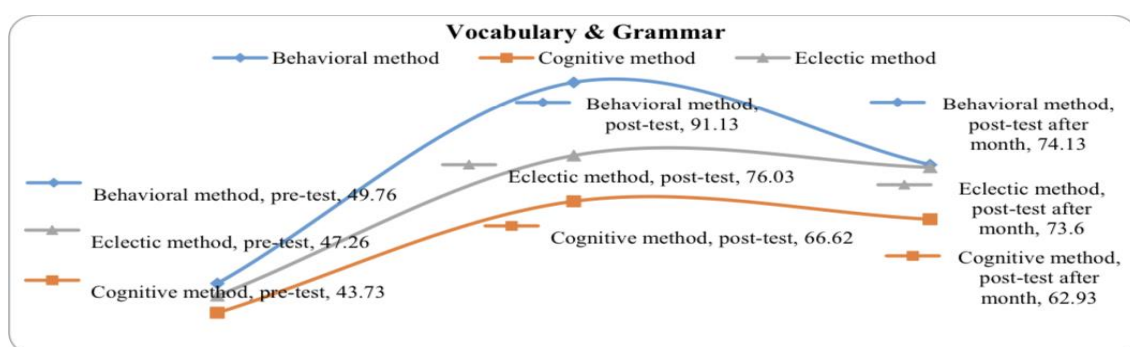 Vocabulary & Grammar
Behavioral method
Cognitive method
Eclectic method
Behavioral method,
post-test, 91.13
Behavioral method,
post-test after
month, 74.13
Eclectic method, post-test, 76.03
Behavioral method, pre-test, 49.76
Eclectic method,
post-test after
month, 73.6
Eclectic method, pre-test, 47.26
Cognitive method, post-test, 66.62
Cognitive method,
post-test after
month, 62.93
Cognitive method, pre-test, 43.73